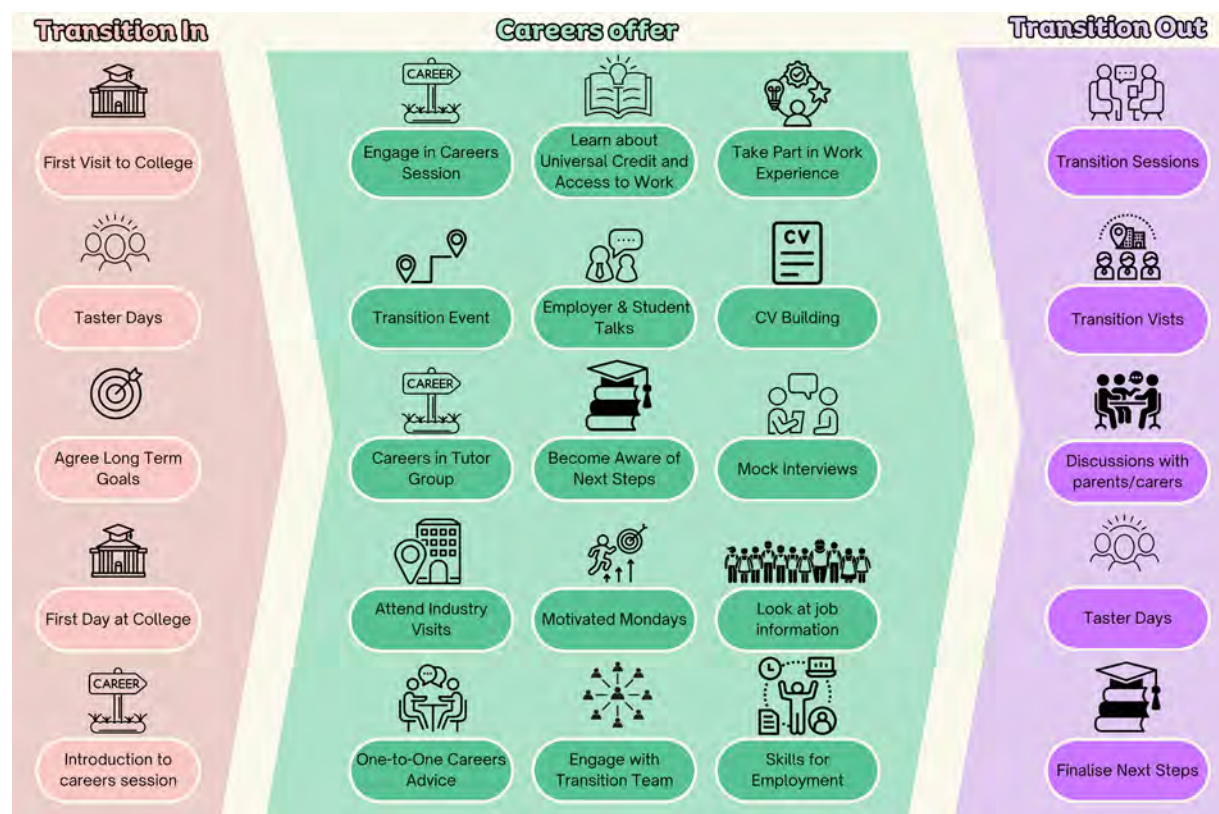 Transition In
Careers offer
Transition Out
CAREER
First Visit to College
Engage in Careers
Session
Learn about
Universal Credit and
Access to Work
Take Part in Work
Experience
Transition Sessions
CV
Taster Days
Transition Event
Employer & Student
Talks
CV Building
Transition Vists
CAREER
Agree Long Term
Goals
Careers in Tutor
Group
Become Aware of
Next Steps
Mock Interviews
Discussions with
parents/carers
First Day at College
Attend Industry
Visits
Motivated Mondays
Look at job
information
Taster Days
CAREER
Introduction to
careers session
One-to-One Careers
Advice
Engage with
Transition Team
Skills for
Employment
Finalise Next Steps